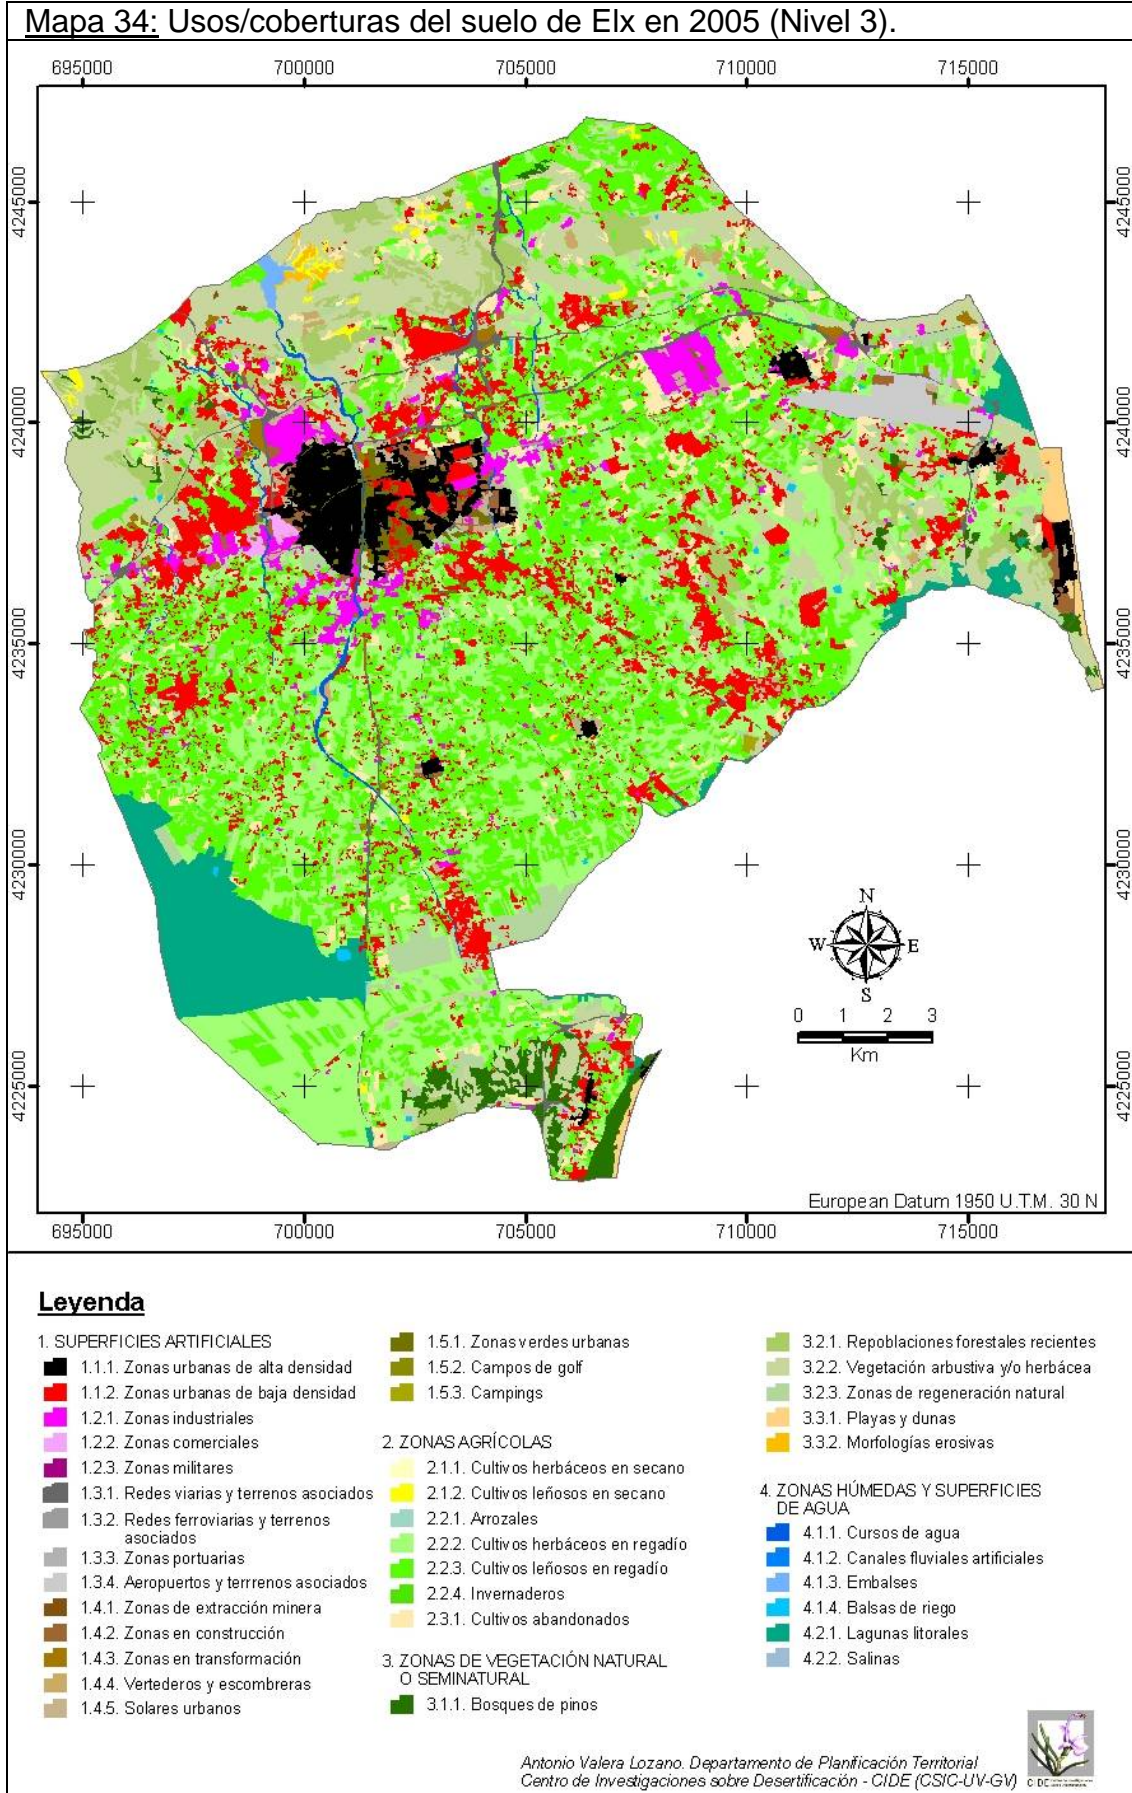 Mapa 34: Usos/coberturas del suelo de Elx en 2005 (Nivel 3).
695000 700000 705000 710000 715000
4245000 4245000
4240000 4240000
4235000 4235000
4230000 4230000
4225000 4225000
N
W E
S
0 1 2 3
Km
European Datum 1950 U.T.M. 30 N
695000 700000 705000 710000 715000
Leyenda
1. SUPERFICIES ARTIFICIALES
1.1.1. Zonas urbanas de alta densidad
1.1.2. Zonas urbanas de baja densidad
1.2.1. Zonas industriales
1.2.2. Zonas comerciales
1.2.3. Zonas militares
1.3.1. Redes viarias y terrenos asociados
1.3.2. Redes ferroviarias y terrenos
asociados
1.3.3. Zonas portuarias
1.3.4. Aeropuertos y terrrenos asociados
1.4.1. Zonas de extracción minera
1.4.2. Zonas en construcción
1.4.3. Zonas en transformación
1.4.4. Vertederos y escombreras
1.4.5. Solares urbanos
1.5.1. Zonas verdes urbanas
1.5.2. Campos de golf
1.5.3. Campings
2. ZONAS AGRÍCOLAS
2.1.1. Cultivos herbáceos en secano
2.1.2. Cultivos leñosos en secano
2.2.1. Arrozales
2.2.2. Cultivos herbáceos en regadío
2.2.3. Cultivos leñosos en regadío
2.2.4. Invernaderos
2.3.1. Cultivos abandonados
3. ZONAS DE VEGETACIÓN NATURAL
O SEMINATURAL
3.1.1. Bosques de pinos
3.2.1. Repoblaciones forestales recientes
3.2.2. Vegetación arbustiva y/o herbácea
3.2.3. Zonas de regeneración natural
3.3.1. Playas y dunas
3.3.2. Morfologías erosivas
4. ZONAS HÚMEDAS Y SUPERFICIES
DE AGUA
4.1.1. Cursos de agua
4.1.2. Canales fluviales artificiales
4.1.3. Embalses
4.1.4. Balsas de riego
4.2.1. Lagunas litorales
4.2.2. Salinas
Antonio Valera Lozano. Departamento de Planificación Territorial
Centro de Investigaciones sobre Desertificación - CIDE (CSIC-UV-GV)
CIDE